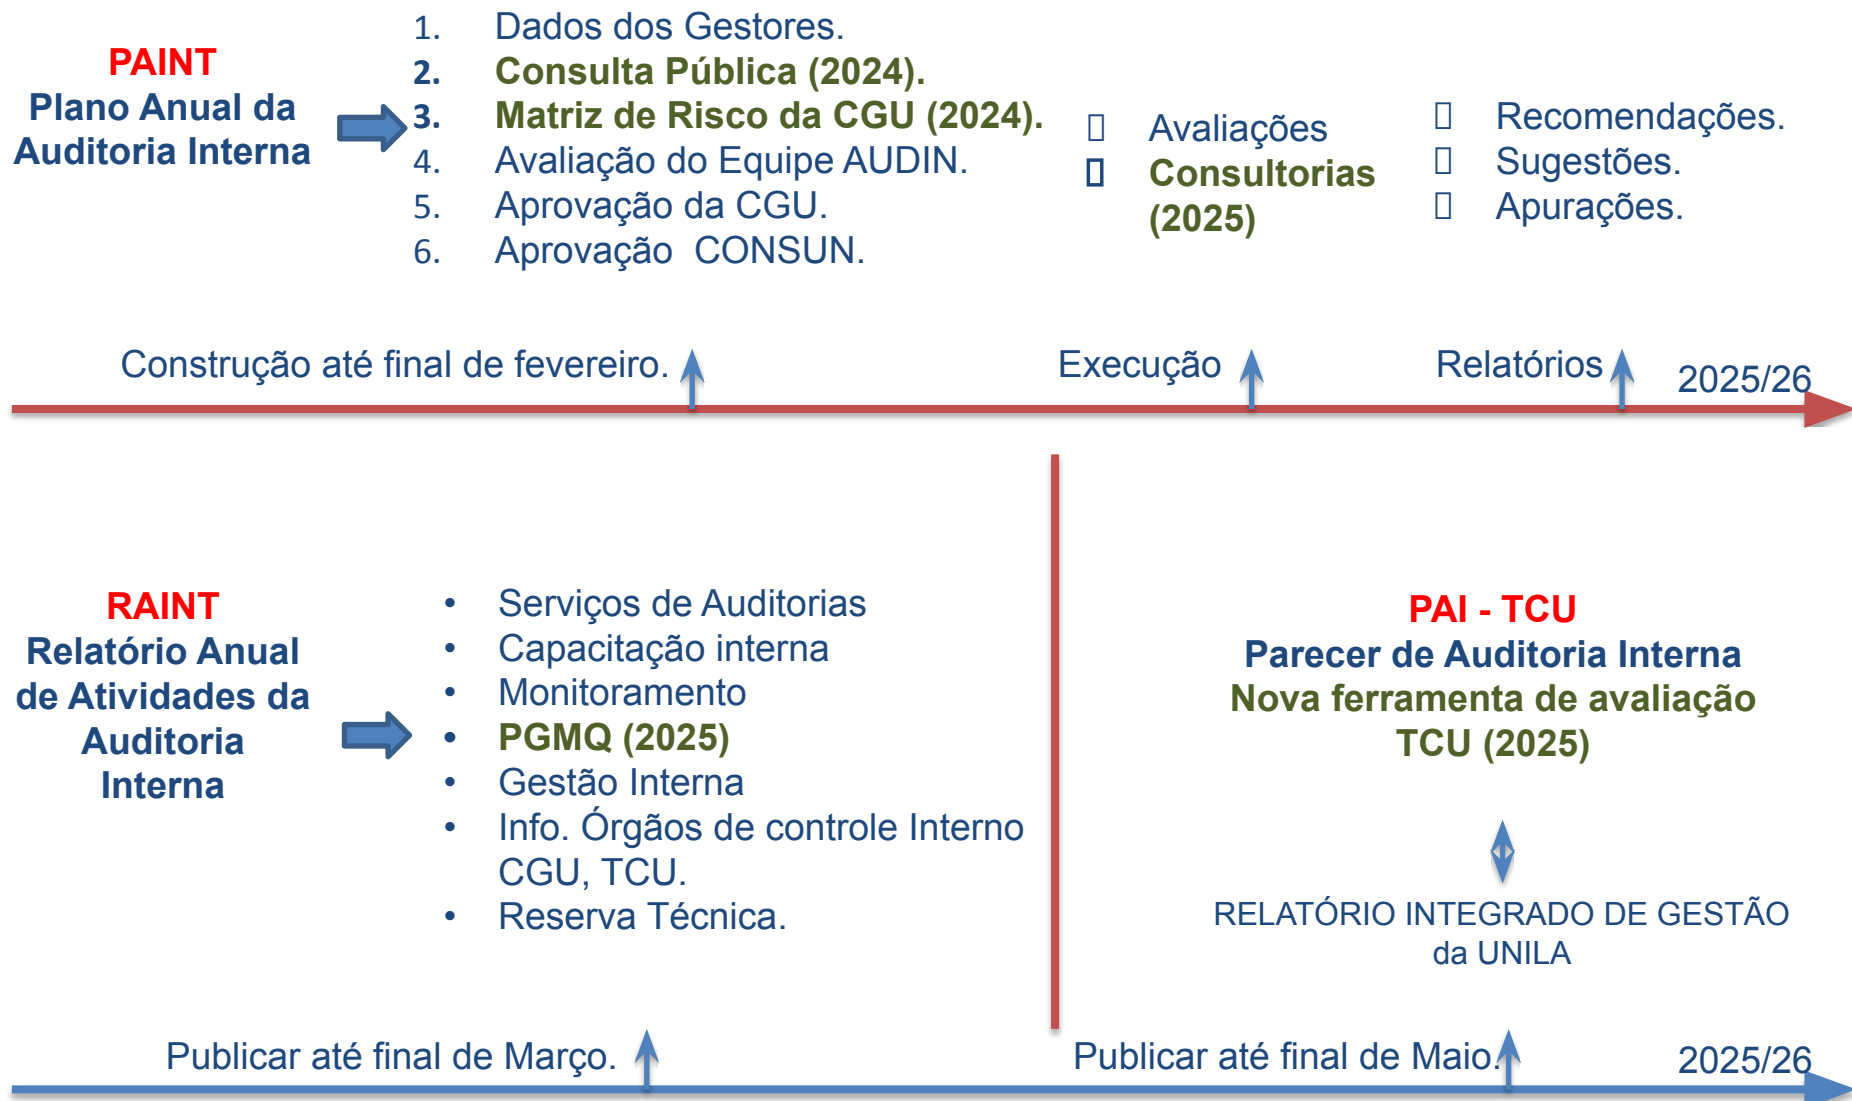 PAINT
Plano Anual da
Auditoria Interna
1. Dados dos Gestores.
2. Consulta Pública (2024).
3. Matriz de Risco da CGU (2024).
4. Avaliação do Equipe AUDIN.
5. Aprovação da CGU.
6. Aprovação CONSUN.
Avaliações
Consultorias
(2025)
Recomendações.
Sugestões.
Apurações.
Construção até final de fevereiro.
Execução
Relatórios
2025/26
RAINT
Relatório Anual
de Atividades da
Auditoria
Interna
• Serviços de Auditorias
• Capacitação interna
• Monitoramento
• PGMQ (2025)
• Gestão Interna
• Info. Órgãos de controle Interno
CGU, TCU.
• Reserva Técnica.
PAI - TCU
Parecer de Auditoria Interna
Nova ferramenta de avaliação
TCU (2025)
RELATÓRIO INTEGRADO DE GESTÃO
da UNILA
Publicar até final de Março.
Publicar até final de Maio.
2025/26